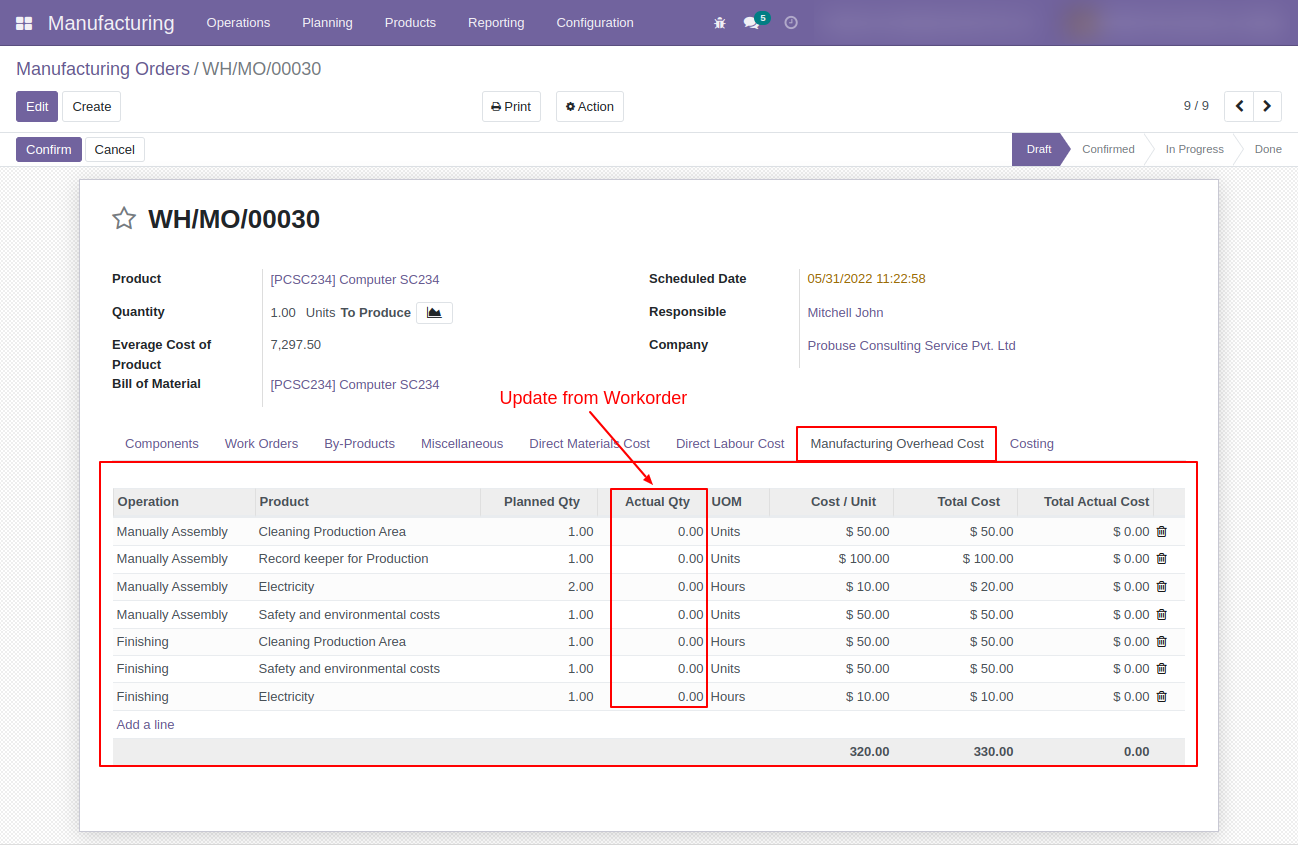 Manufacturing Operations Planning Products Reporting Configuration 5
Manufacturing Orders / WH/MO/00030
Edit Create Print Action 9 / 9
Confirm Cancel Draft Confirmed In Progress Done
WH/MO/00030
Product [PCSC234] Computer SC234 Scheduled Date 05/31/2022 11:22:58
Quantity 1.00 Units To Produce Responsible Mitchell John
Everage Cost of 7,297.50 Company Probuse Consulting Service Pvt. Ltd
Product
Bill of Material [PCSC234] Computer SC234
Update from Workorder
Components Work Orders By-Products Miscellaneous Direct Materials Cost Direct Labour Cost Manufacturing Overhead Cost Costing
Operation Product Planned Qty Actual Qty UOM Cost / Unit Total Cost Total Actual Cost
Manually Assembly Cleaning Production Area 1.00 0.00 Units $ 50.00 $ 50.00 $ 0.00
Manually Assembly Record keeper for Production 1.00 0.00 Units $ 100.00 $ 100.00 $ 0.00
Manually Assembly Electricity 2.00 0.00 Hours $ 10.00 $ 20.00 $ 0.00
Manually Assembly Safety and environmental costs 1.00 0.00 Units $ 50.00 $ 50.00 $ 0.00
Finishing Cleaning Production Area 1.00 0.00 Hours $ 50.00 $ 50.00 $ 0.00
Finishing Safety and environmental costs 1.00 0.00 Units $ 50.00 $ 50.00 $ 0.00
Finishing Electricity 1.00 0.00 Hours $ 10.00 $ 10.00 $ 0.00
Add a line
320.00 330.00 0.00